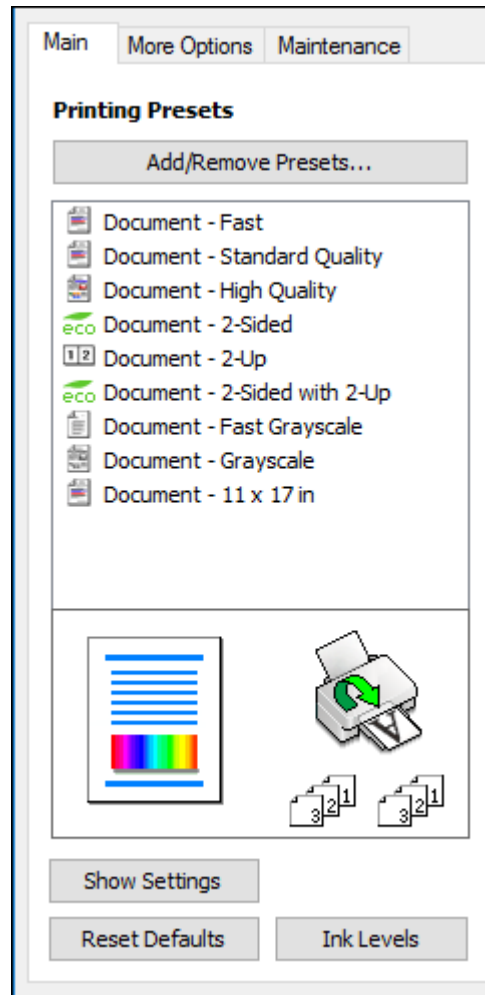 Main More Options Maintenance
Printing Presets
Add/Remove Presets...
Document - Fast
Document - Standard Quality
Document - High Quality
eco Document - 2-Sided
1 2 Document - 2-Up
eco Document - 2-Sided with 2-Up
Document - Fast Grayscale
Document - Grayscale
Document - 11 x 17 in
A
3 2 1 3 2 1
Show Settings
Reset Defaults Ink Levels